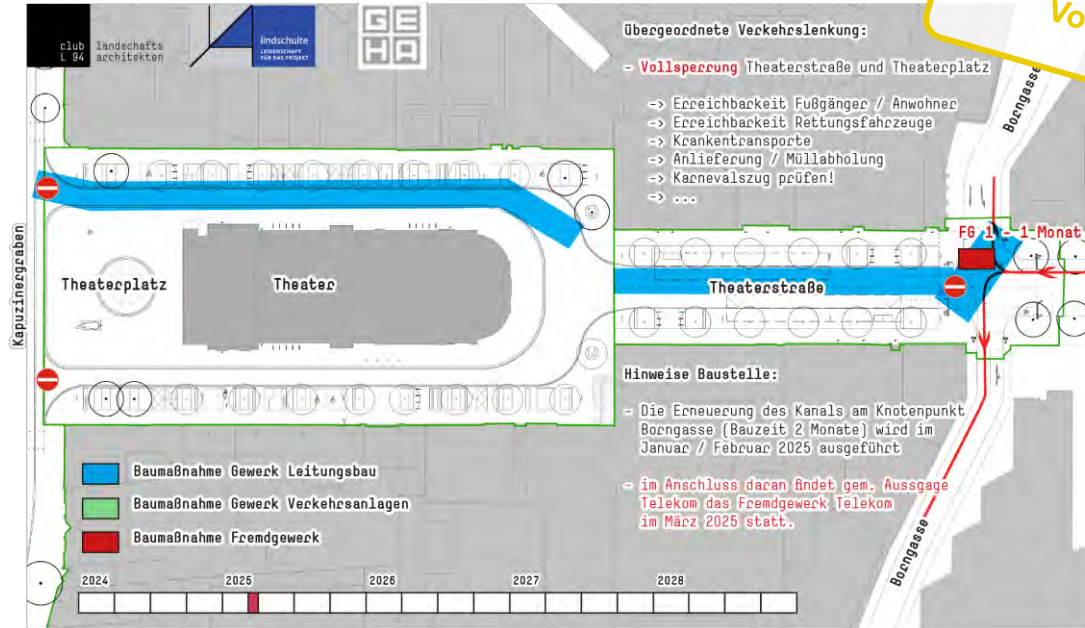 club
L 94
landschafts
architekten
lindschulte
LEIDENSCHAFT
FÜR DAS PROJEKT
GE
HA
Vo
übergeordnete Verkehrslenkung:
- Vollsperrung Theaterstraße und Theaterplatz
-> Erreichbarkeit Fußgänger / Anwohner
-> Erreichbarkeit Rettungsfahrzeuge
-> Krankentransporte
-> Anlieferung / Müllabholung
-> Karnevalszug prüfen!
-> ...
Borngasse
FG 1 - 1 Monat
Kapuzinergraben
Theaterplatz
Theater
Theaterstraße
Hinweise Baustelle:
- Die Erneuerung des Kanals am Knotenpunkt
Borngasse (Bauzeit 2 Monate) wird im
Januar / Februar 2025 ausgeführt
- im Anschluss daran findet gem. Aussgage
Telekom das Fremdgewerk Telekom
im März 2025 statt.
Borngasse
Baumaßnahme Gewerk Leitungsbau
Baumaßnahme Gewerk Verkehrsanlagen
Baumaßnahme Fremdgewerk
2024 2025 2026 2027 2028